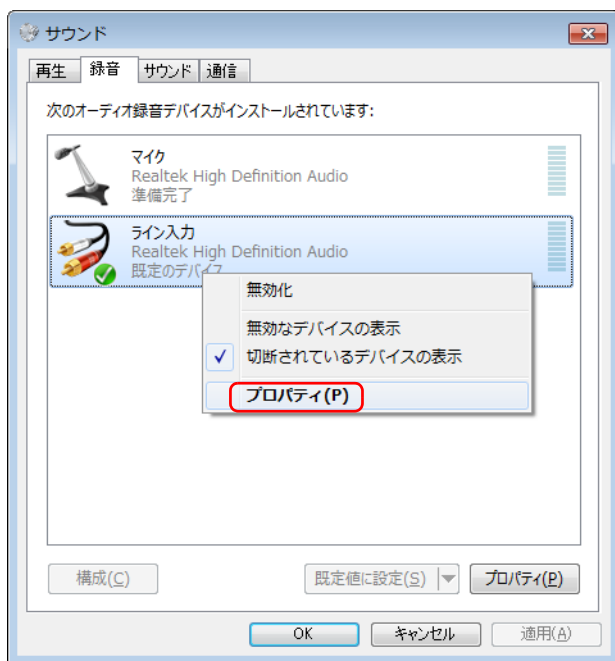 サウンド
再生 録音 サウンド 通信
次のオーディオ録音デバイスがインストールされています:
マイク
Realtek High Definition Audio
準備完了
ライン入力
Realtek High Definition Audio
既定のデバイス
無効化
無効なデバイスの表示
切断されているデバイスの表示
プロパティ(P)
構成(C) 既定値に設定(S) プロパティ(P)
OK キャンセル 適用(A)